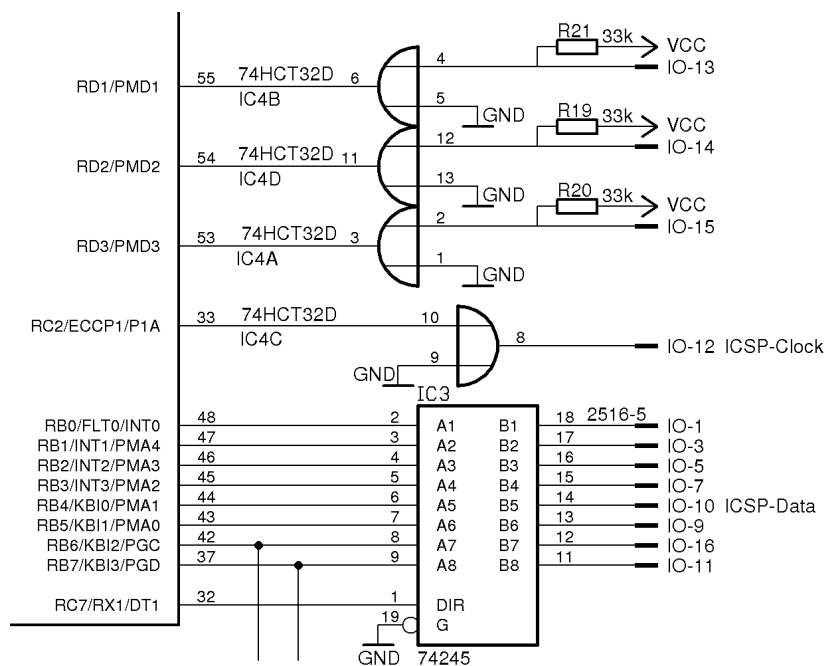 R21 33k VCC
RD1/PMD1 55 74HCT32D 6 4 IO-13
IC4B 5 GND
R19 33k VCC
RD2/PMD2 54 74HCT32D 11 12 IO-14
IC4D 13 GND
R20 33k VCC
RD3/PMD3 53 74HCT32D 3 2 IO-15
IC4A 1 GND
RC2/ECCP1/P1A 33 74HCT32D 10
IC4C 8 IO-12 ICSP-Clock
9
GND
IC3
RB0/FLT0/INT0 48 2 A1 B1 18 2516-5 IO-1
RB1/INT1/PMA4 47 3 A2 B2 17 IO-3
RB2/INT2/PMA3 46 4 A3 B3 16 IO-5
RB3/INT3/PMA2 45 5 A4 B4 15 IO-7
RB4/KBI0/PMA1 44 6 A5 B5 14 IO-10 ICSP-Data
RB5/KBI1/PMA0 43 7 A6 B6 13 IO-9
RB6/KBI2/PGC 42 8 A7 B7 12 IO-16
RB7/KBI3/PGD 37 9 A8 B8 11 IO-11
RC7/RX1/DT1 32 1 DIR
19 G
GND 74245